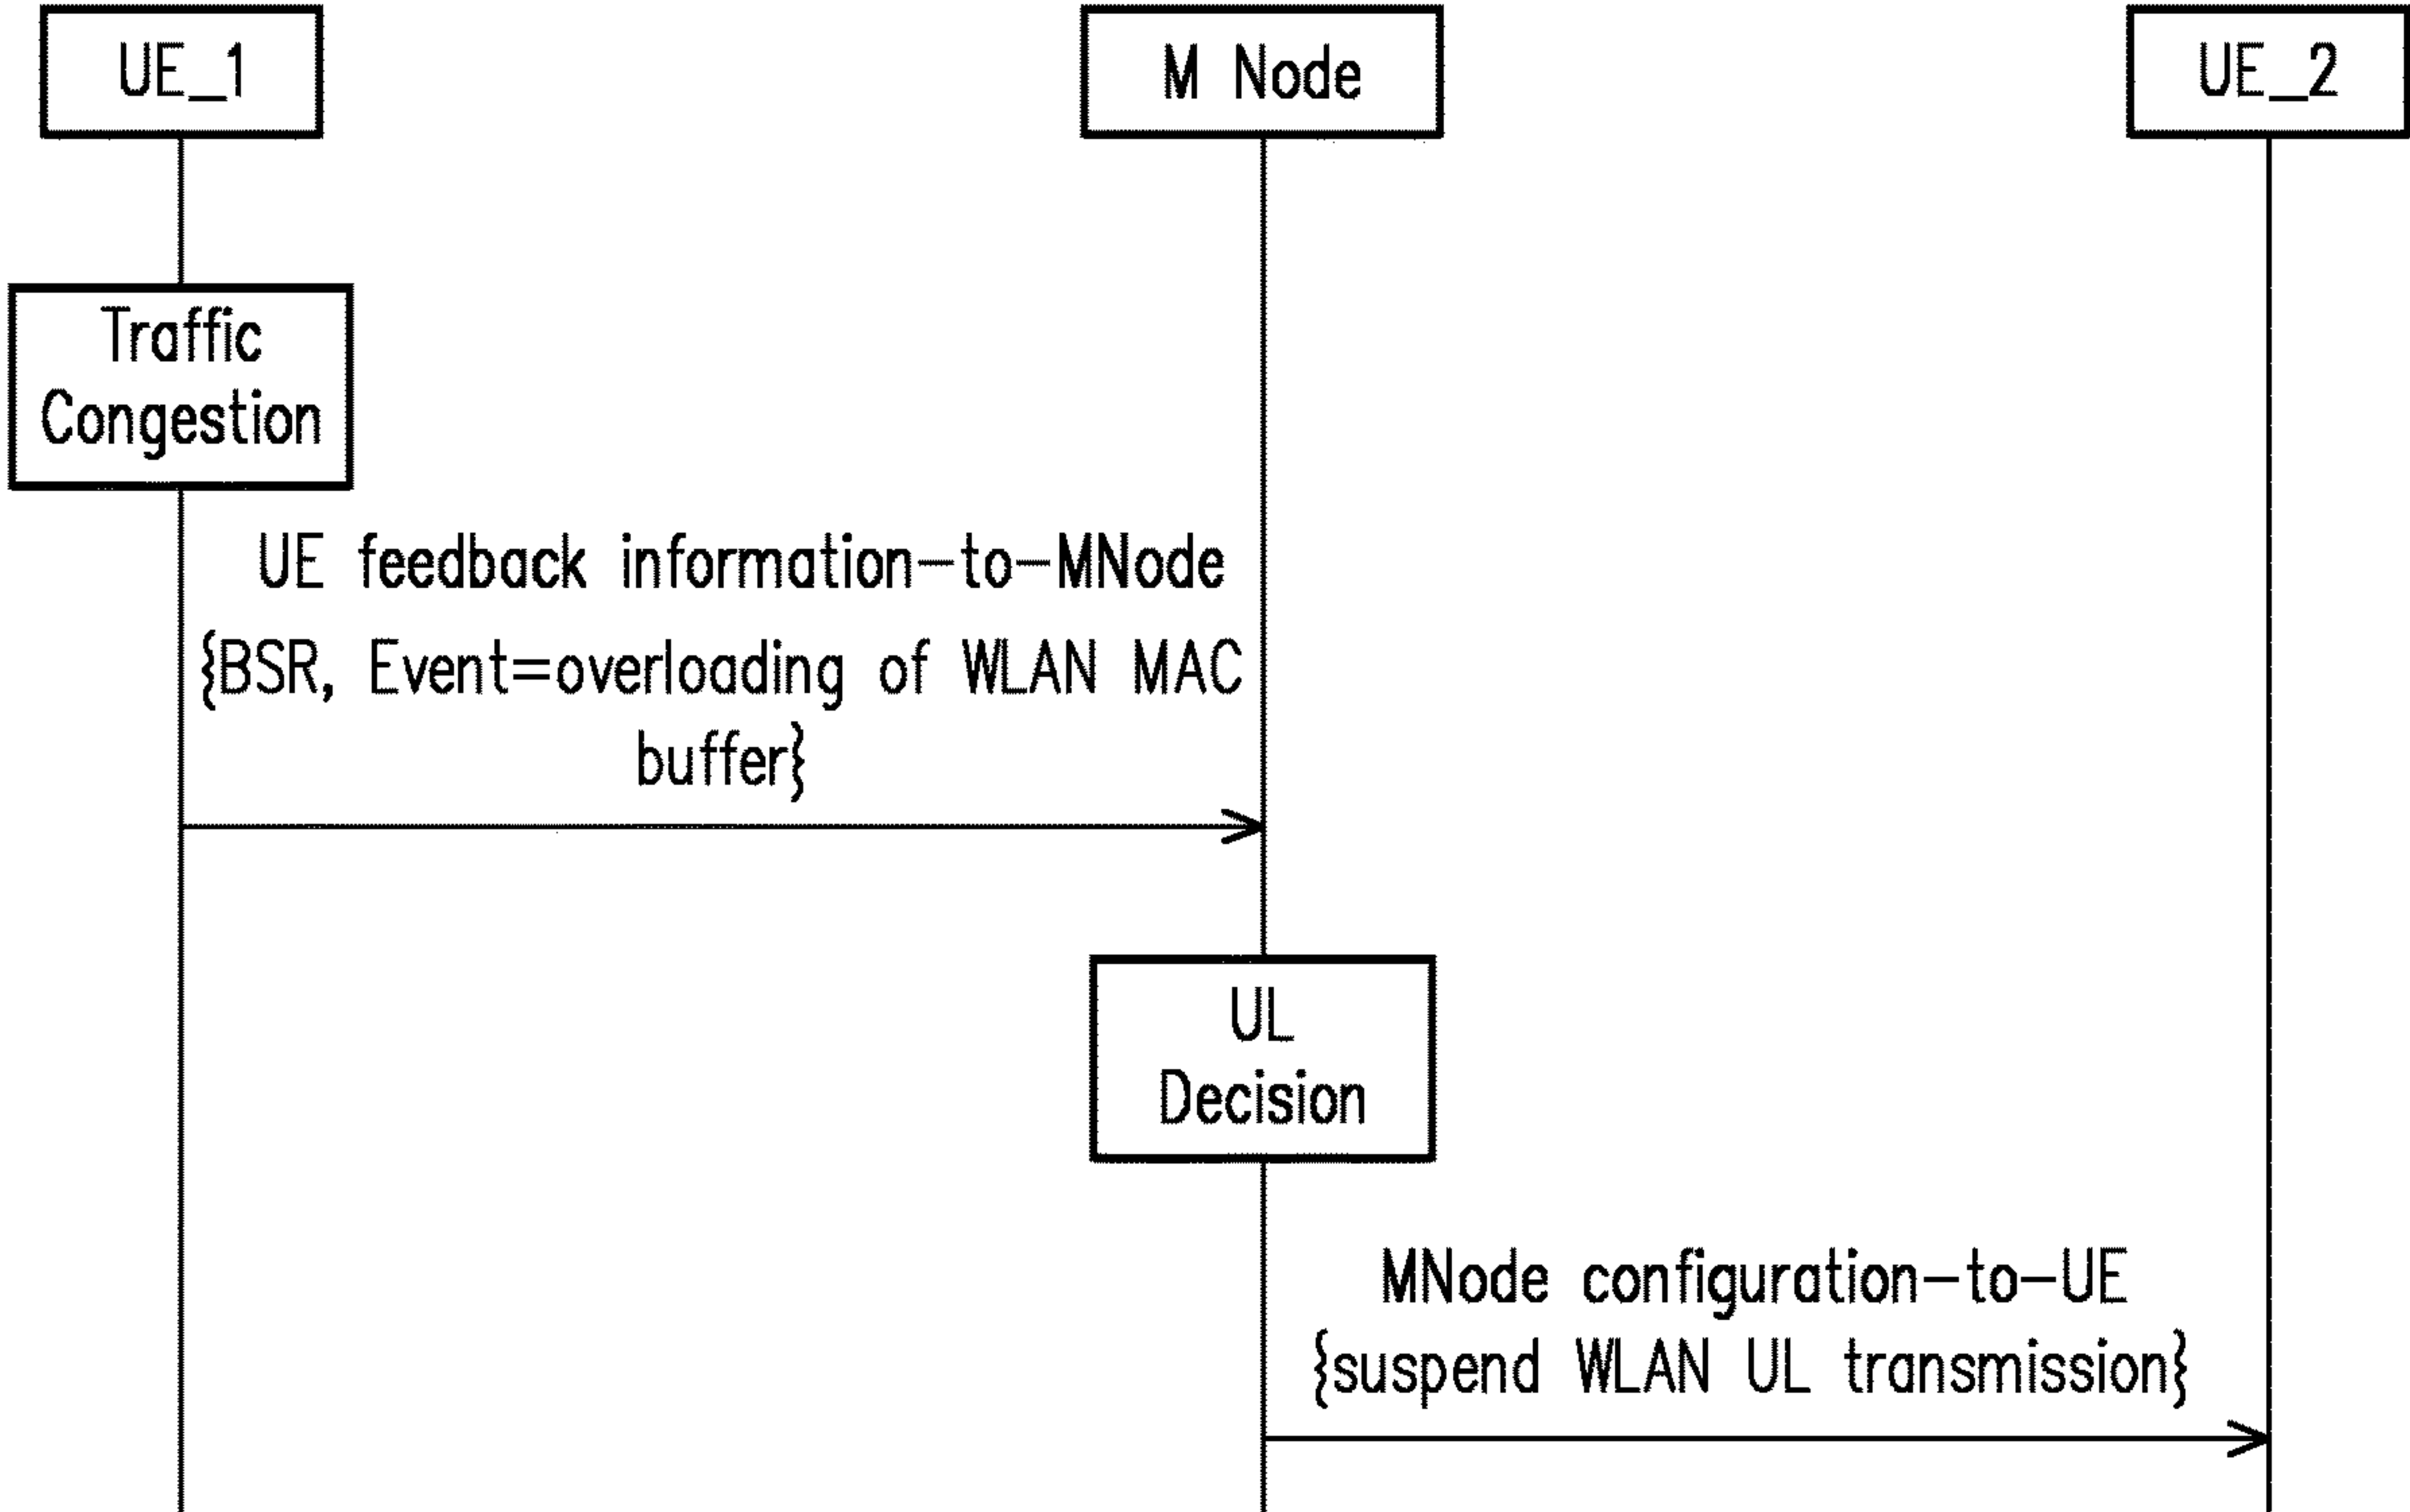 UE_1
M Node
UE_2
Traffic
Congestion
UE feedback information-to-MNode
{BSR, Event=overloading of WLAN MAC
buffer}
UL
Decision
MNode configuration-to-UE
{suspend WLAN UL transmission}